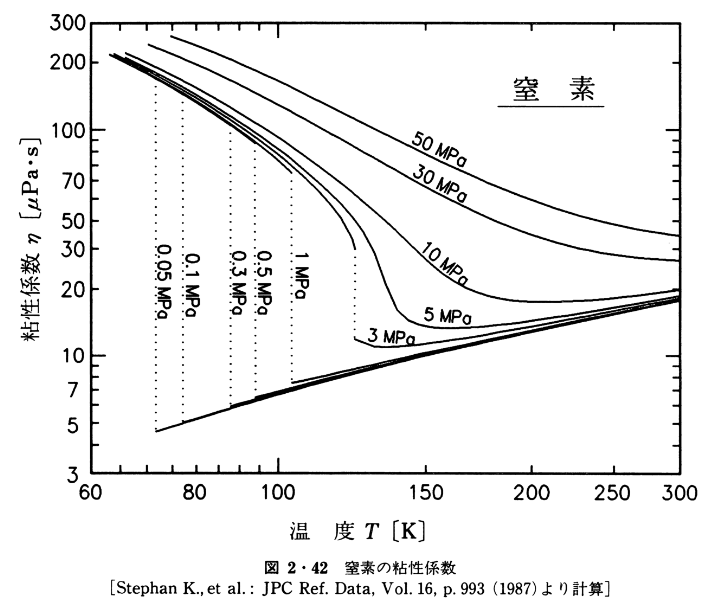 300
200
100
70
50
30
20
10
7
5
3
粘性係数 η [μPa·s]
窒 素
50 MPa
30 MPa
10 MPa
5 MPa
3 MPa
0.05 MPa
0.1 MPa
0.3 MPa
0.5 MPa
1 MPa
60
100
150
200
250
300
温 度 T [K]
図 2・42 窒素の粘性係数
[Stephan K., et al.: JPC Ref. Data, Vol. 16, p. 993 (1987)より計算]